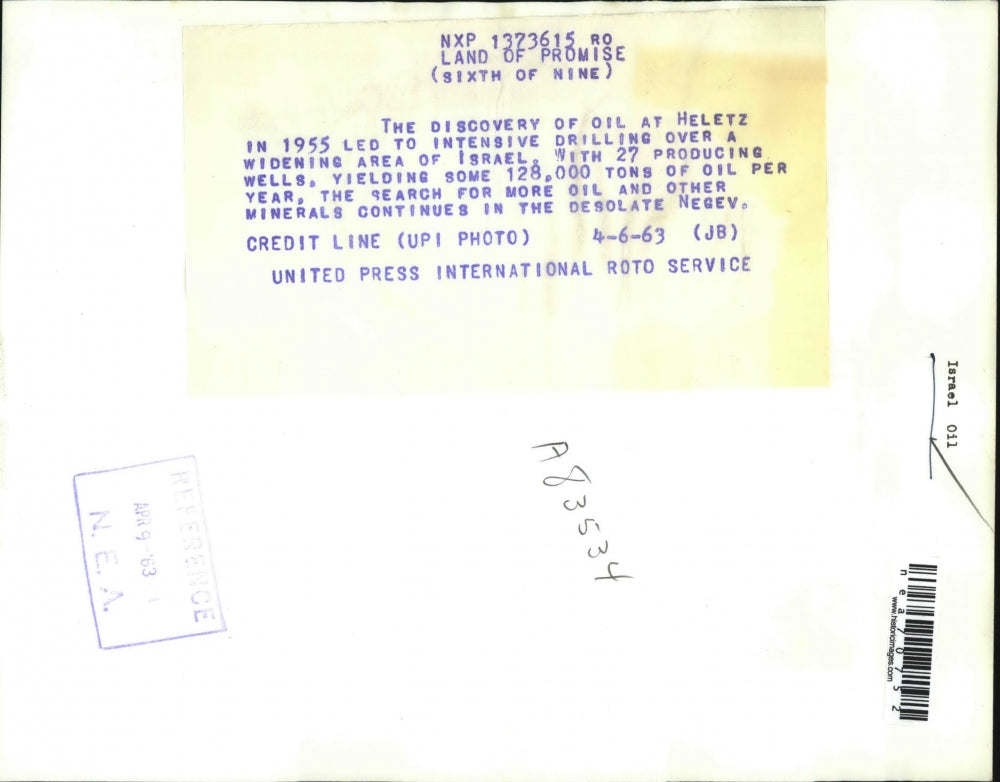 NXP 1373615 RO
LAND OF PROMISE
(SIXTH OF NINE)
THE DISCOVERY OF OIL AT HELETZ
IN 1955 LED TO INTENSIVE DRILLING OVER A
WIDENING AREA OF ISRAEL. WITH 27 PRODUCING
WELLS, YIELDING SOME 128,000 TONS OF OIL PER
YEAR, THE SEARCH FOR MORE OIL AND OTHER
MINERALS CONTINUES IN THE DESOLATE NEGEV.
CREDIT LINE (UPI PHOTO) 4-6-63 (JB)
UNITED PRESS INTERNATIONAL ROTO SERVICE
Israel Oil
A83534
REFERENCE
APR 9-'63
N.E.A.
nea70752
www.historicimages.com